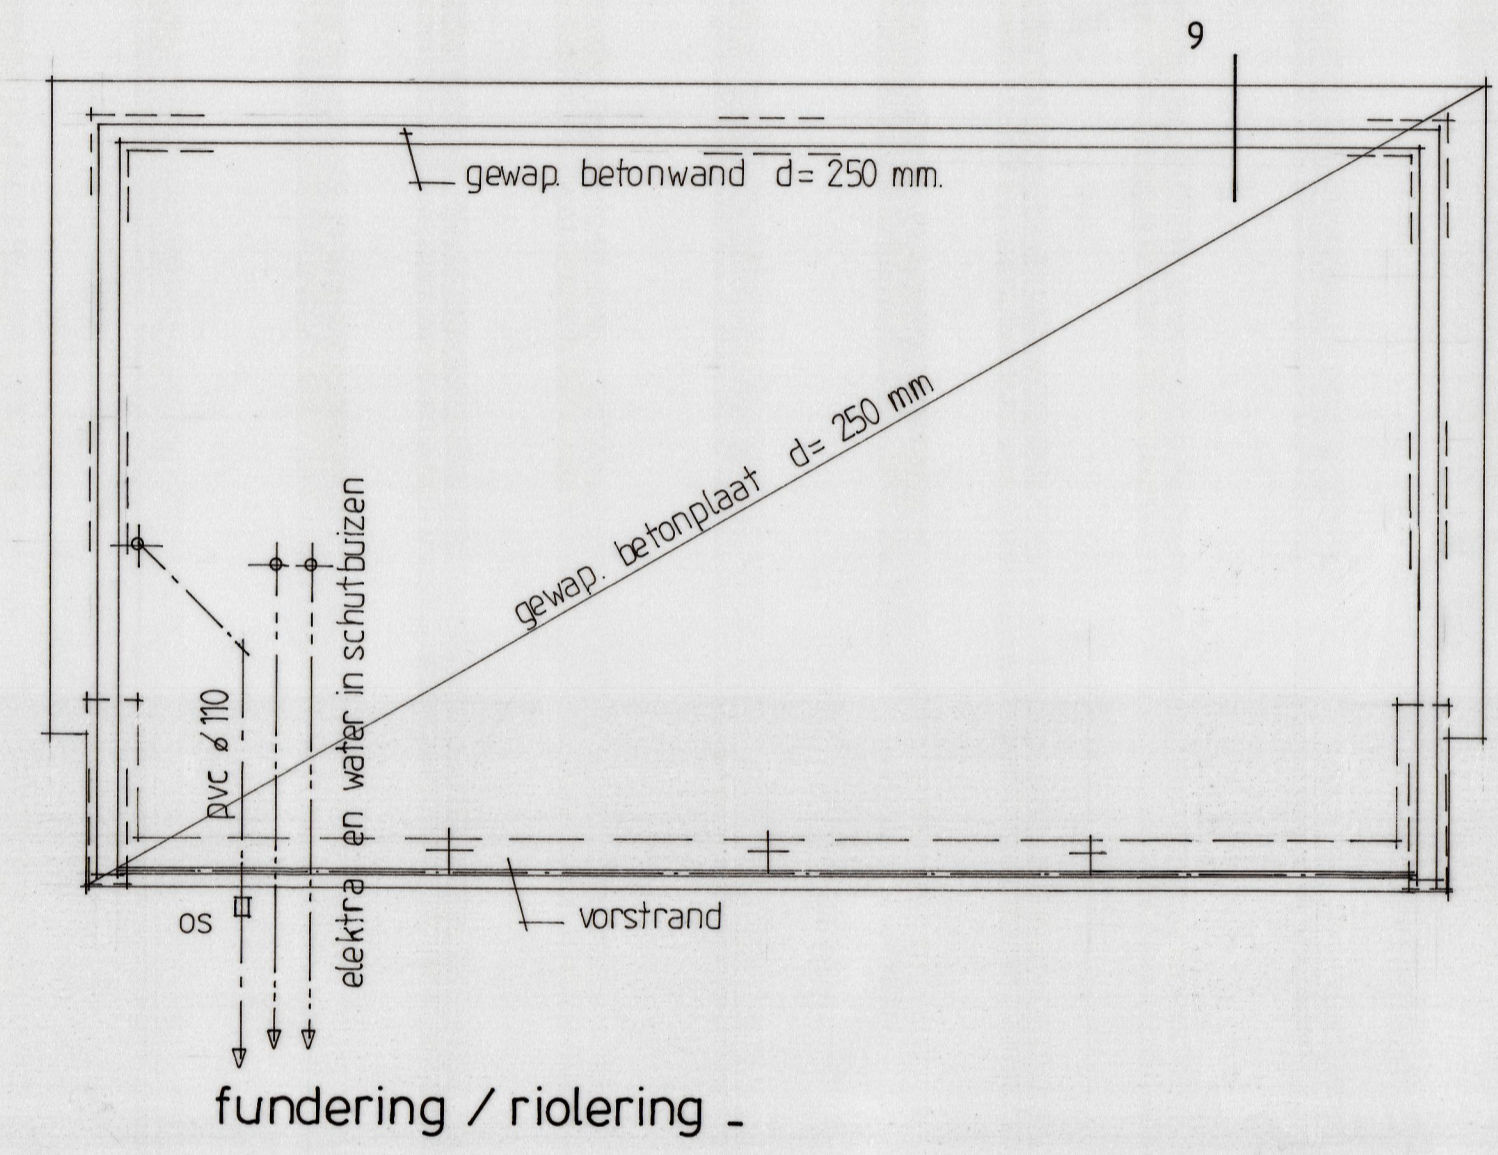 9
gewap. betonwand d= 250 mm.
gewap. betonplaat d= 250 mm
elektra en water in schutbuizen
pvc ⌀ 110
os
vorstrand
fundering / riolering -